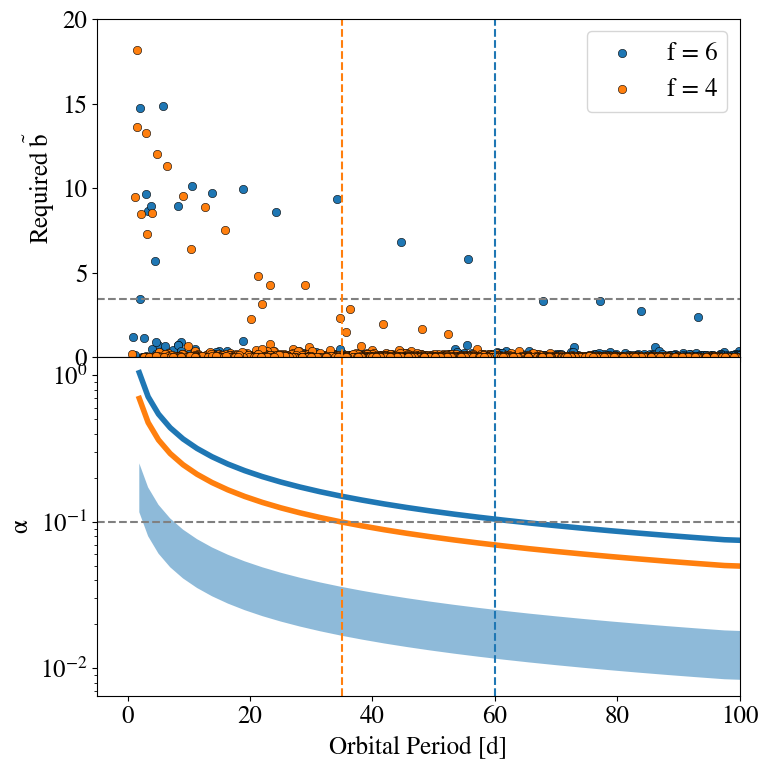 20
15
10
5
0
Required b̃
f = 6
f = 4
10⁰
10⁻¹
10⁻²
α
0
20
40
60
80
100
Orbital Period [d]